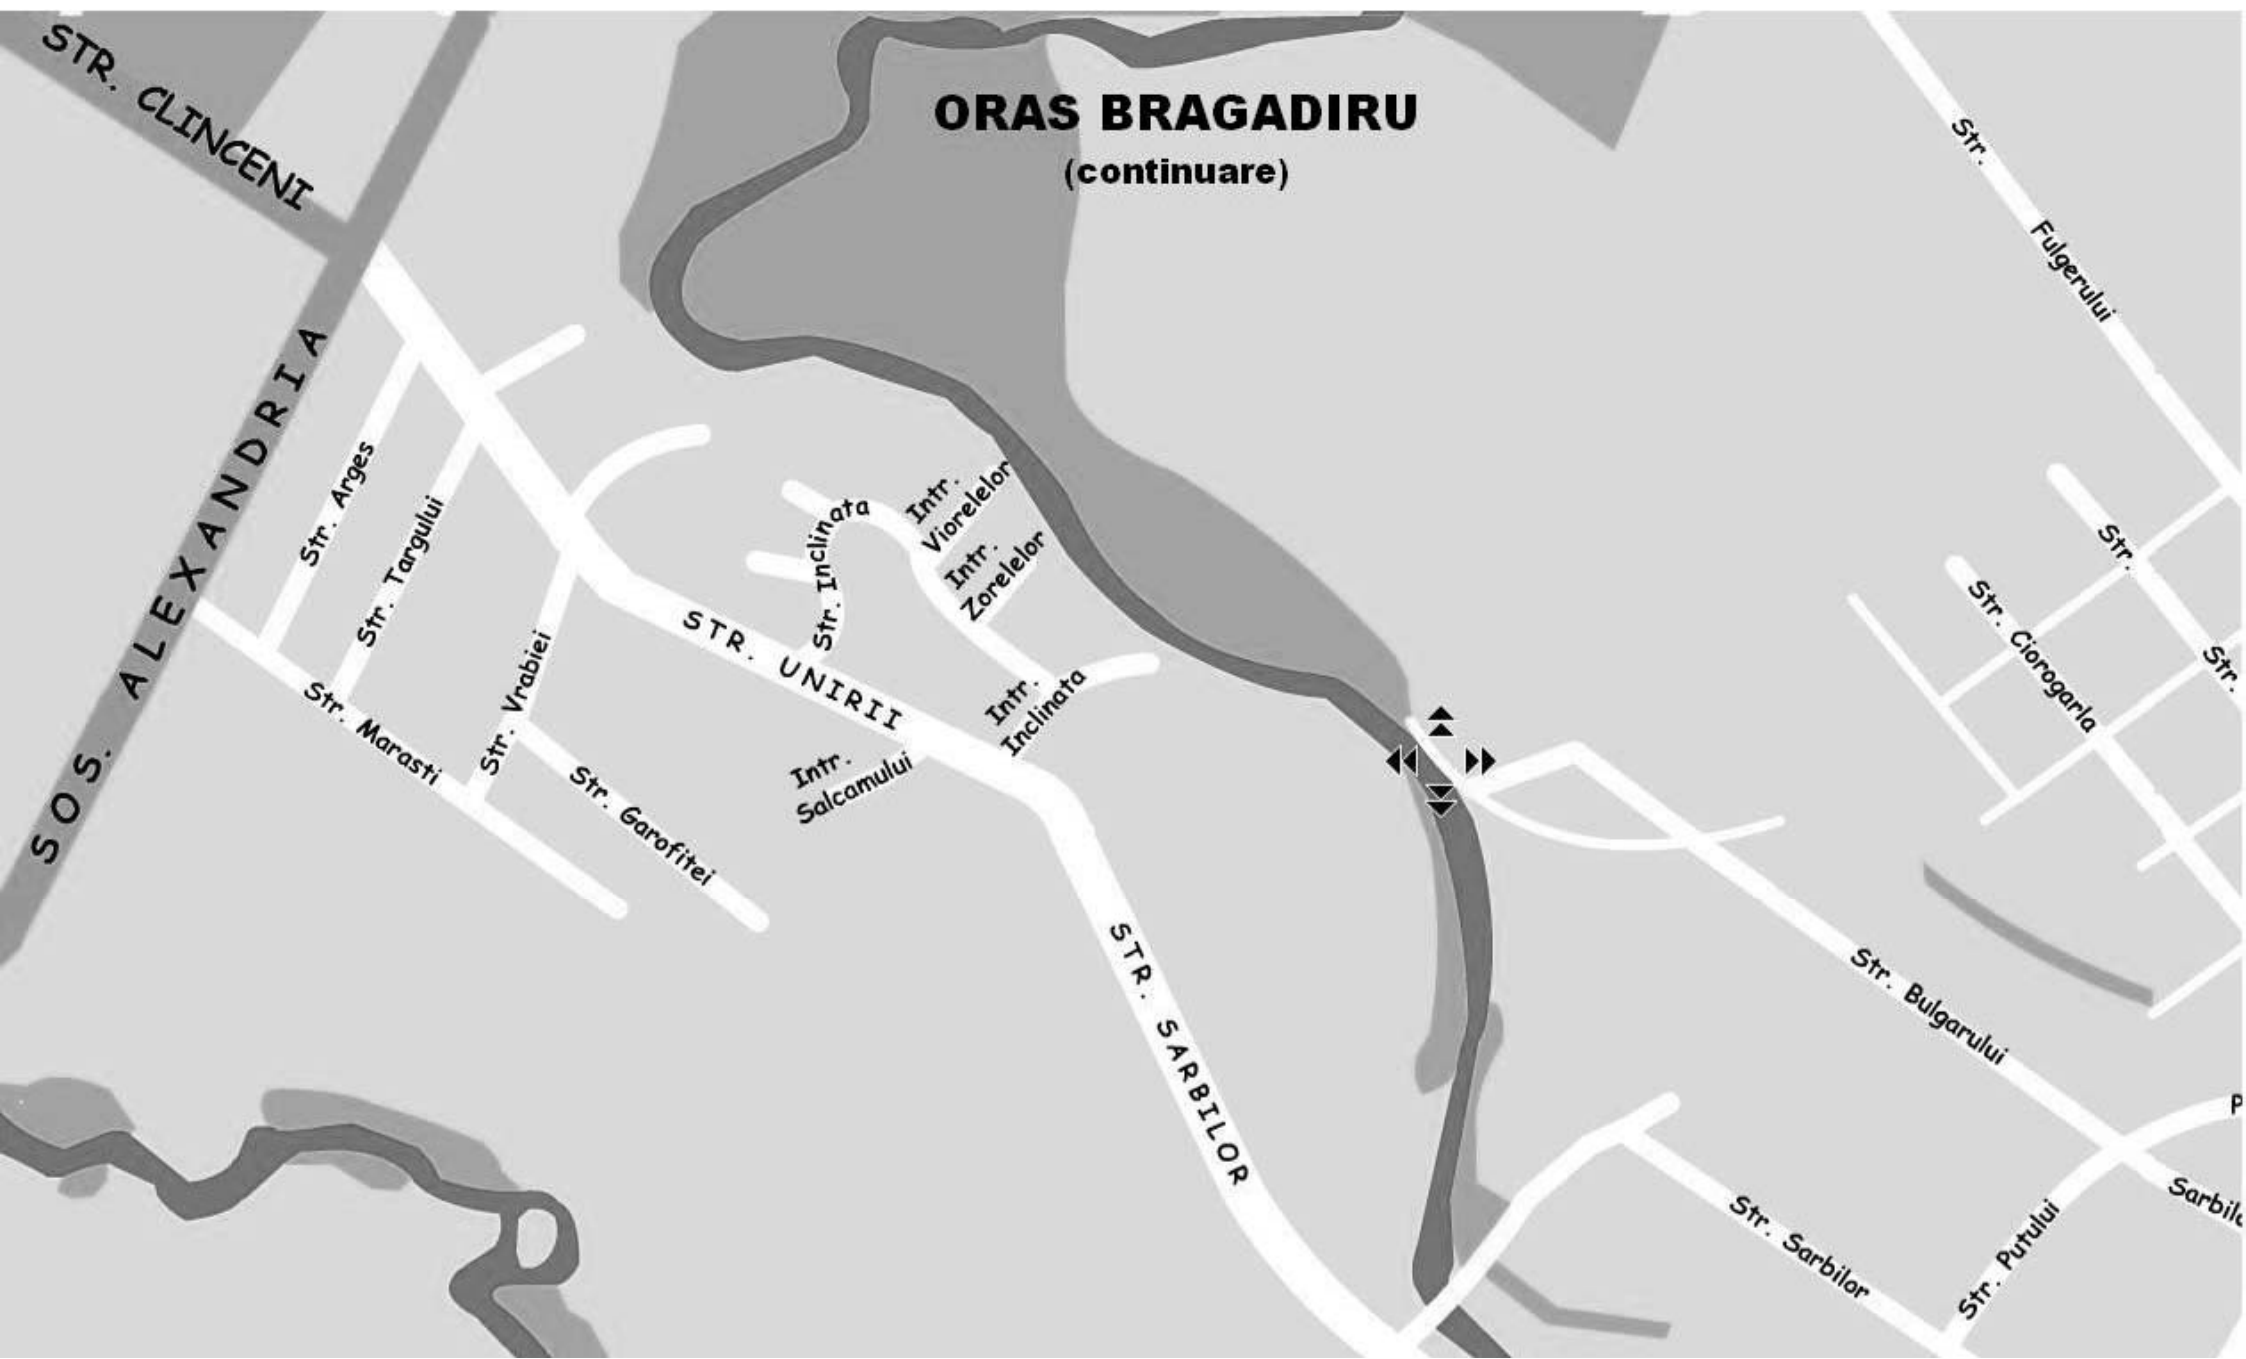 STR. CLINCENI
ORAS BRAGADIRU
(continuare)
Str.
Fulgerului
SOS. ALEXANDRIA
Str. Arges
Str. Targului
Str. Vrabiei
Str. Marasti
Str. Garofitei
STR. UNIRII
Str. Inclinata
Intr.
Viorelelor
Intr.
Zorelelor
Intr.
Inclinata
Intr.
Salcamului
STR. SARBILOR
Str.
Str.
Str. Ciorogarla
Str. Bulgarului
P
Sarbilo
Str. Putului
Str. Sarbilor